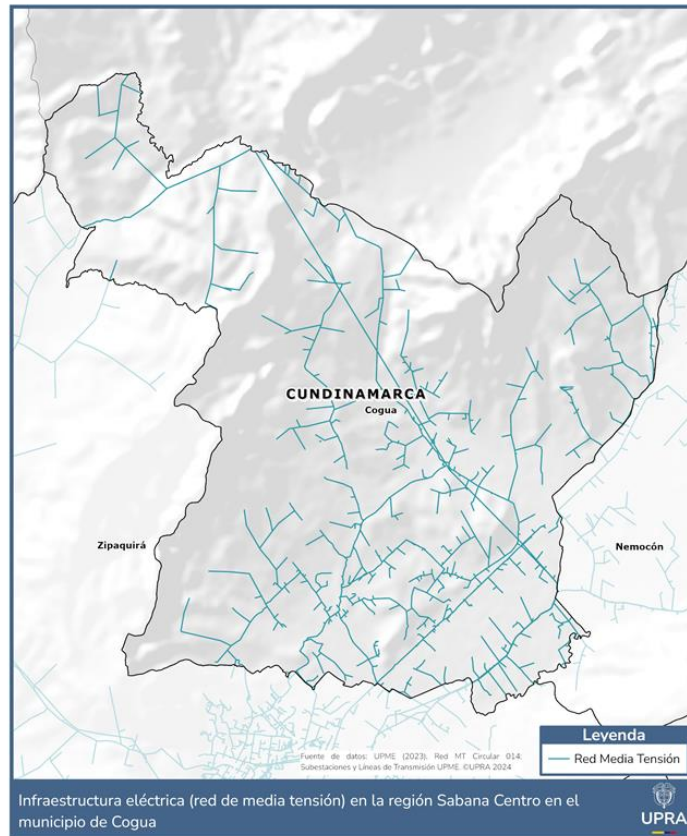 CUNDINAMARCA
Cogua
Zipaquirá
Nemocón
Leyenda
Red Media Tensión
Fuente de datos: UPME (2023). Red MT Circular 014;
Subestaciones y Líneas de Transmisión UPME. ©UPRA 2024
Infraestructura eléctrica (red de media tensión) en la región Sabana Centro en el
municipio de Cogua
UPRA